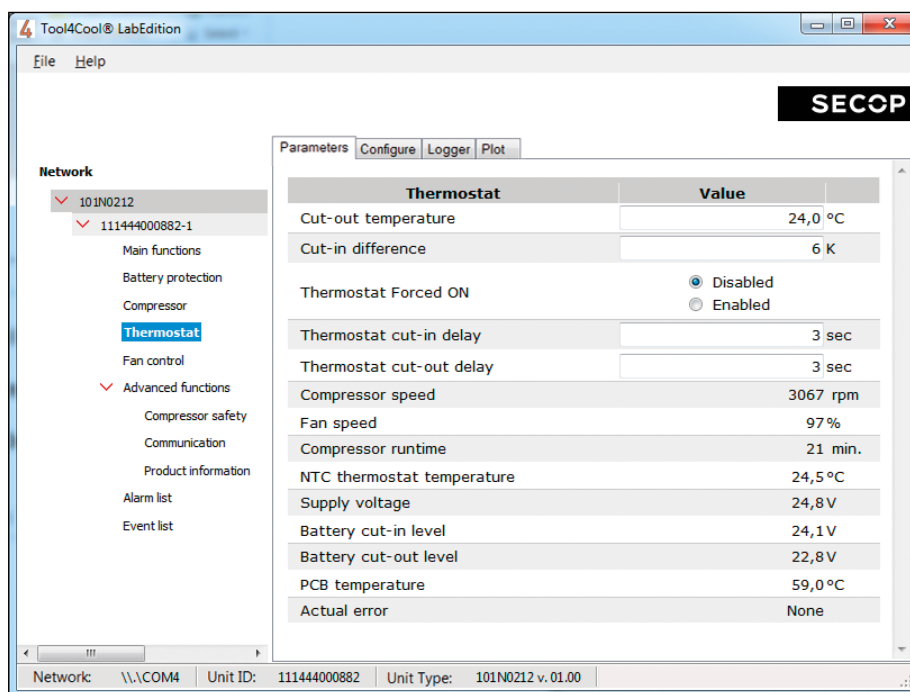 Tool4Cool® LabEdition
File Help
SECOP
Parameters Configure Logger Plot
Network
101N0212
111444000882-1
Main functions
Battery protection
Compressor
Thermostat
Fan control
Advanced functions
Compressor safety
Communication
Product information
Alarm list
Event list
Thermostat Value
Cut-out temperature 24,0 °C
Cut-in difference 6 K
Thermostat Forced ON Disabled
Enabled
Thermostat cut-in delay 3 sec
Thermostat cut-out delay 3 sec
Compressor speed 3067 rpm
Fan speed 97%
Compressor runtime 21 min.
NTC thermostat temperature 24,5°C
Supply voltage 24,8V
Battery cut-in level 24,1V
Battery cut-out level 22,8V
PCB temperature 59,0°C
Actual error None
Network: \\.\COM4 Unit ID: 111444000882 Unit Type: 101N0212 v. 01.00